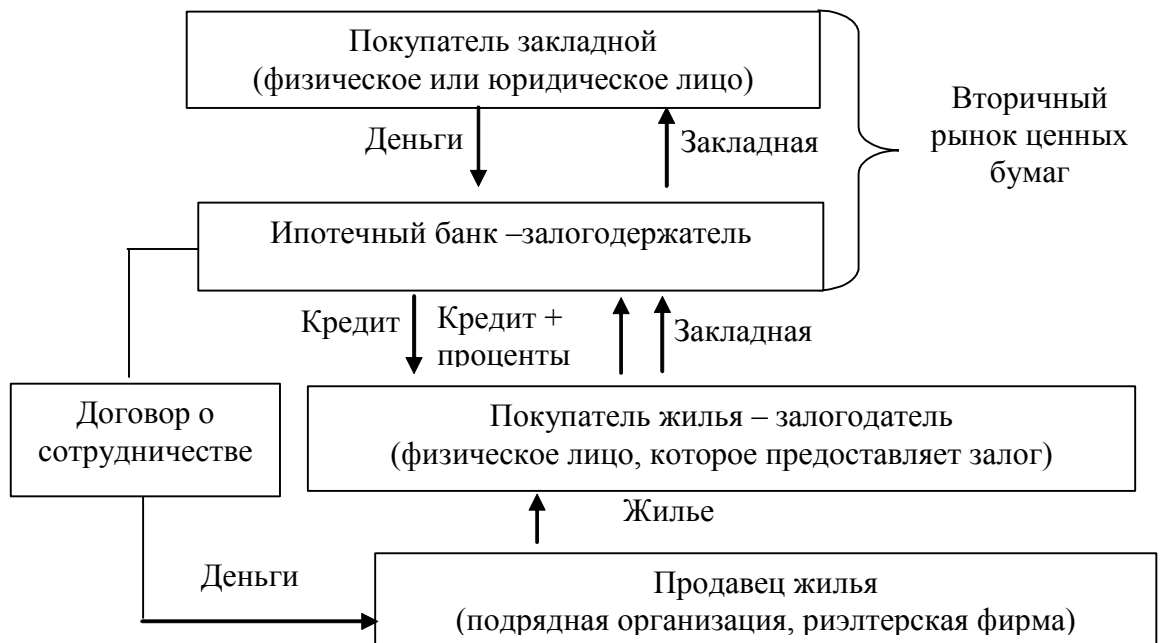 Покупатель закладной
(физическое или юридическое лицо)
Деньги
Закладная
Вторичный
рынок ценных
бумаг
Ипотечный банк –залогодержатель
Кредит
Кредит +
проценты
Закладная
Договор о
сотрудничестве
Покупатель жилья – залогодатель
(физическое лицо, которое предоставляет залог)
Жилье
Деньги
Продавец жилья
(подрядная организация, риэлтерская фирма)